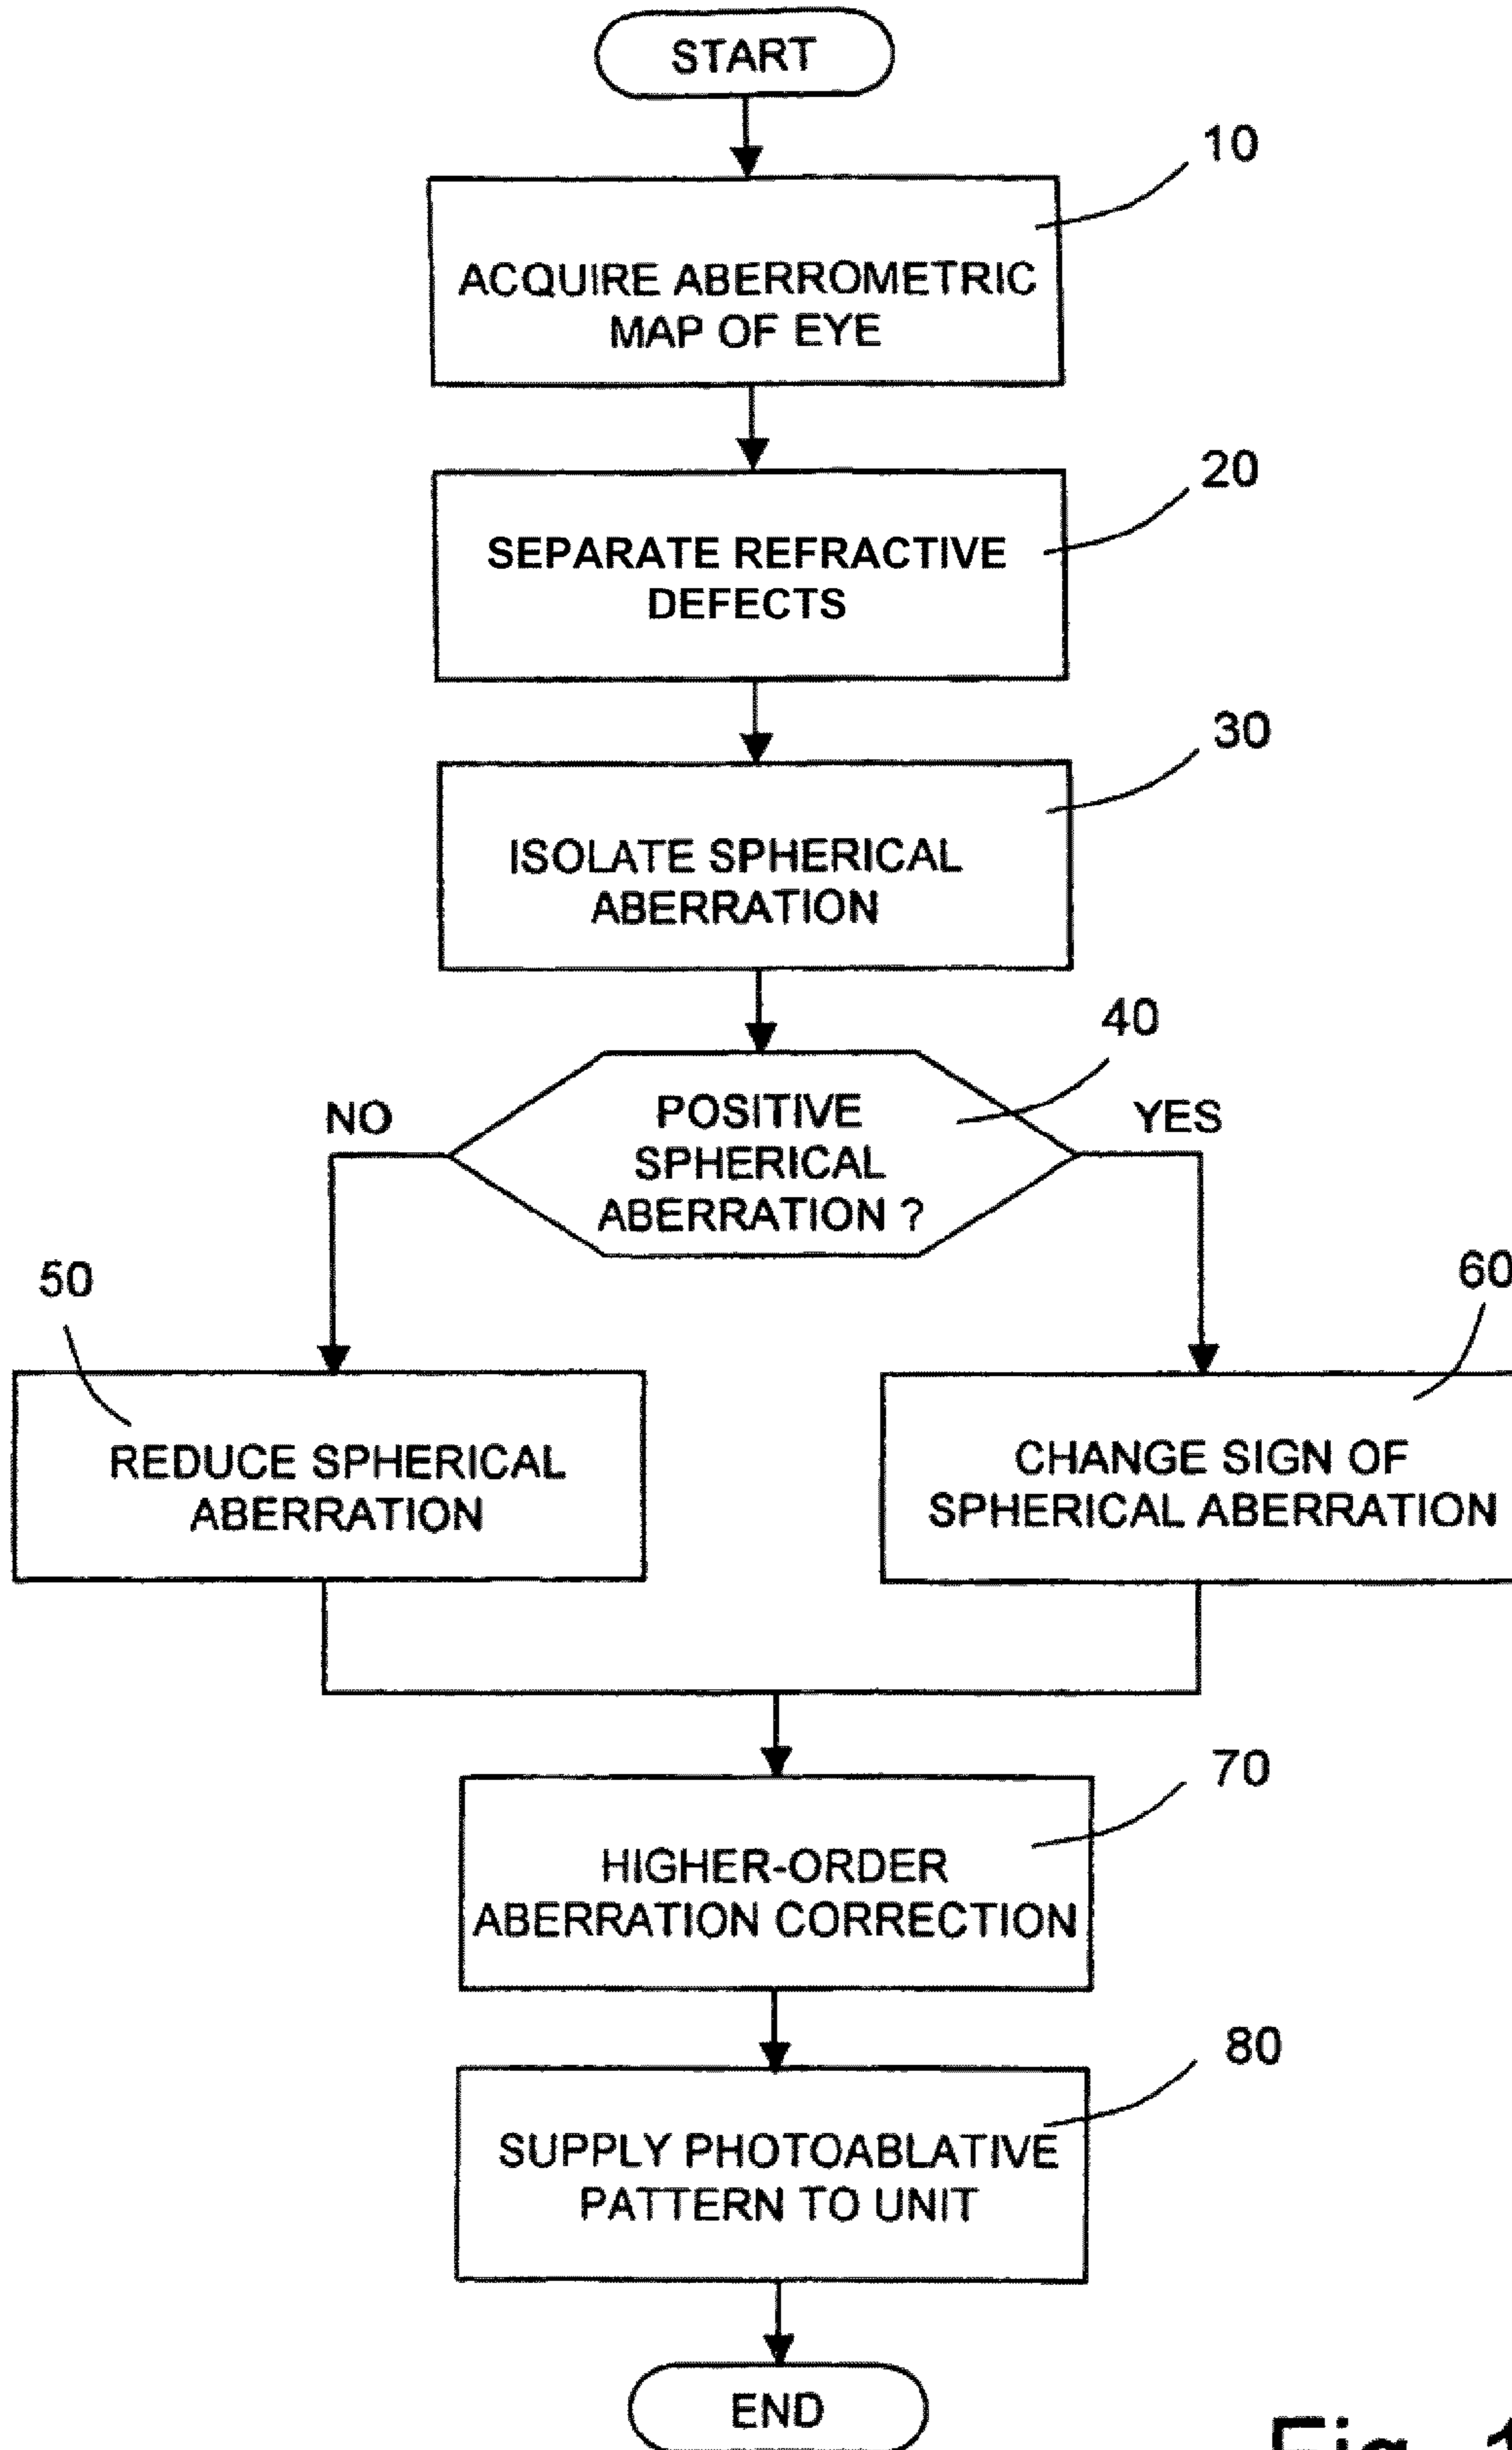 START
10
ACQUIRE ABERROMETRIC
MAP OF EYE
20
SEPARATE REFRACTIVE
DEFECTS
30
ISOLATE SPHERICAL
ABERRATION
40
NO
POSITIVE
SPHERICAL
ABERRATION ?
YES
50
60
REDUCE SPHERICAL
ABERRATION
CHANGE SIGN OF
SPHERICAL ABERRATION
70
HIGHER-ORDER
ABERRATION CORRECTION
80
SUPPLY PHOTOABLATIVE
PATTERN TO UNIT
END
Fig. 1